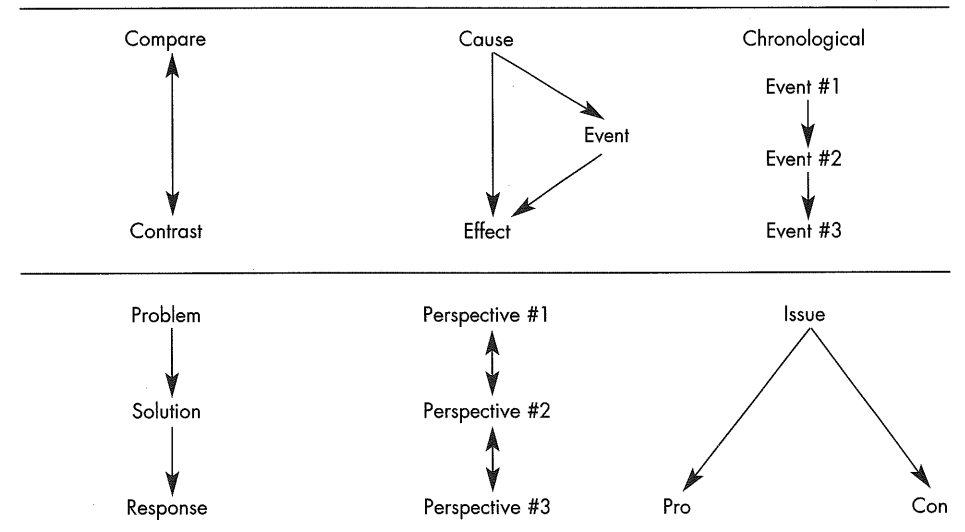 Compare
Cause
Chronological
Event #1
Event
Event #2
Contrast
Effect
Event #3
Problem
Perspective #1
Issue
Solution
Perspective #2
Response
Perspective #3
Pro
Con